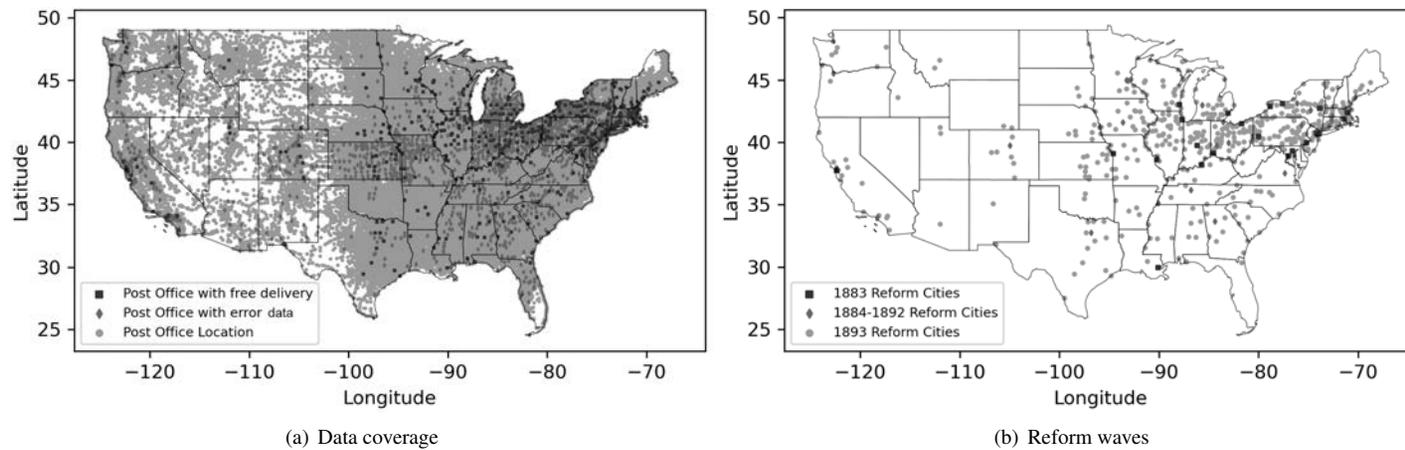 50
45
40
35
30
25
Latitude
Post Office with free delivery
Post Office with error data
Post Office Location
−120 −110 −100 −90 −80 −70
Longitude
(a) Data coverage
50
45
40
35
30
25
Latitude
1883 Reform Cities
1884-1892 Reform Cities
1893 Reform Cities
−120 −110 −100 −90 −80 −70
Longitude
(b) Reform waves